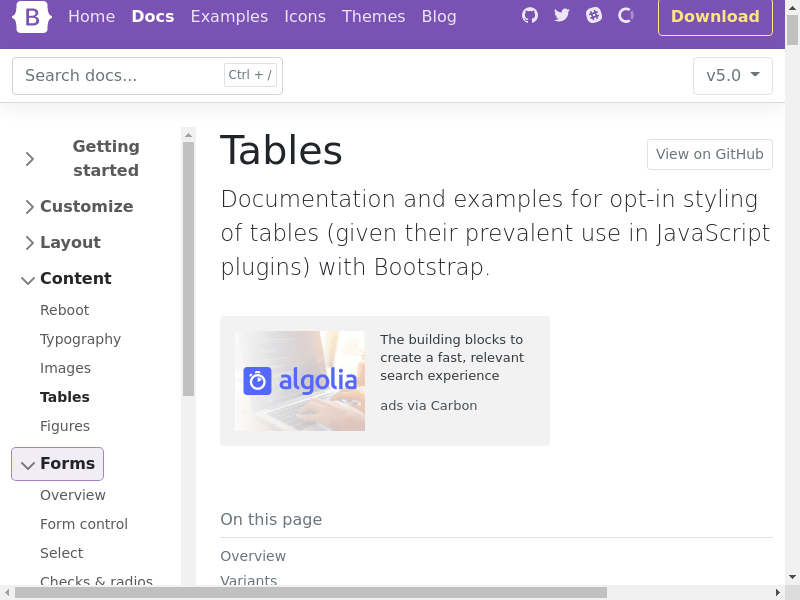 B
Home Docs Examples Icons Themes Blog
Download
Search docs... Ctrl + /
v5.0
Getting
started
Customize
Layout
Content
Reboot
Typography
Images
Tables
Figures
Forms
Overview
Form control
Select
Checks & radios
Tables
View on GitHub
Documentation and examples for opt-in styling
of tables (given their prevalent use in JavaScript
plugins) with Bootstrap.
algolia
The building blocks to
create a fast, relevant
search experience
ads via Carbon
On this page
Overview
Variants